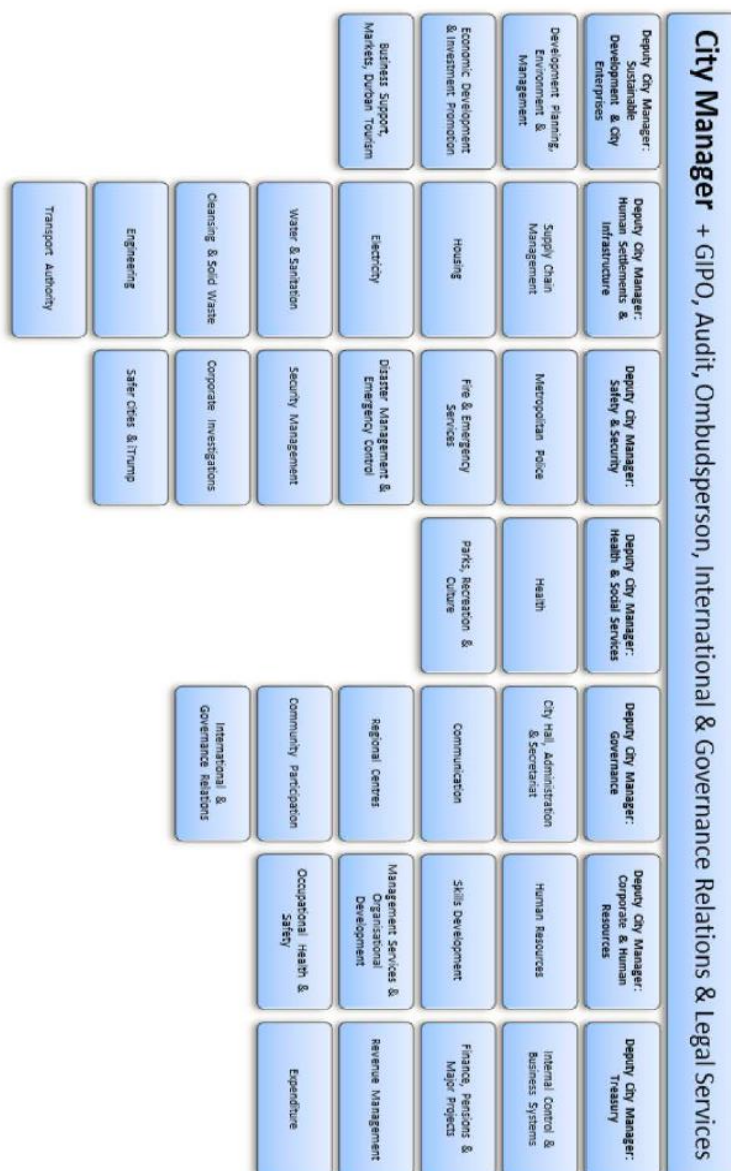 City Manager + GIPO, Audit, Ombudsperson, International & Governance Relations & Legal Services
Deputy City Manager:
Sustainable
Development & City
Enterprises
Development Planning,
Environment &
Management
Economic Development
& Investment Promotion
Business Support,
Markets, Durban Tourism
Deputy City Manager:
Human Settlements &
Infrastructure
Supply Chain
Management
Housing
Electricity
Water & Sanitation
Cleansing & Solid Waste
Engineering
Transport Authority
Deputy City Manager:
Safety & Security
Metropolitan Police
Fire & Emergency
Services
Disaster Management &
Emergency Control
Security Management
Corporate Investigations
Safer Cities & iTrump
Deputy City Manager:
Health & Social Services
Health
Parks, Recreation &
Culture
Deputy City Manager:
Governance
City Hall, Administration
& Secretariat
Communication
Regional Centres
Community Participation
International &
Governance Relations
Deputy City Manager:
Corporate & Human
Resources
Human Resources
Skills Development
Management Services &
Organisational
Development
Occupational Health &
Safety
Deputy City Manager:
Treasury
Internal Control &
Business Systems
Finance, Pensions &
Major Projects
Revenue Management
Expenditure